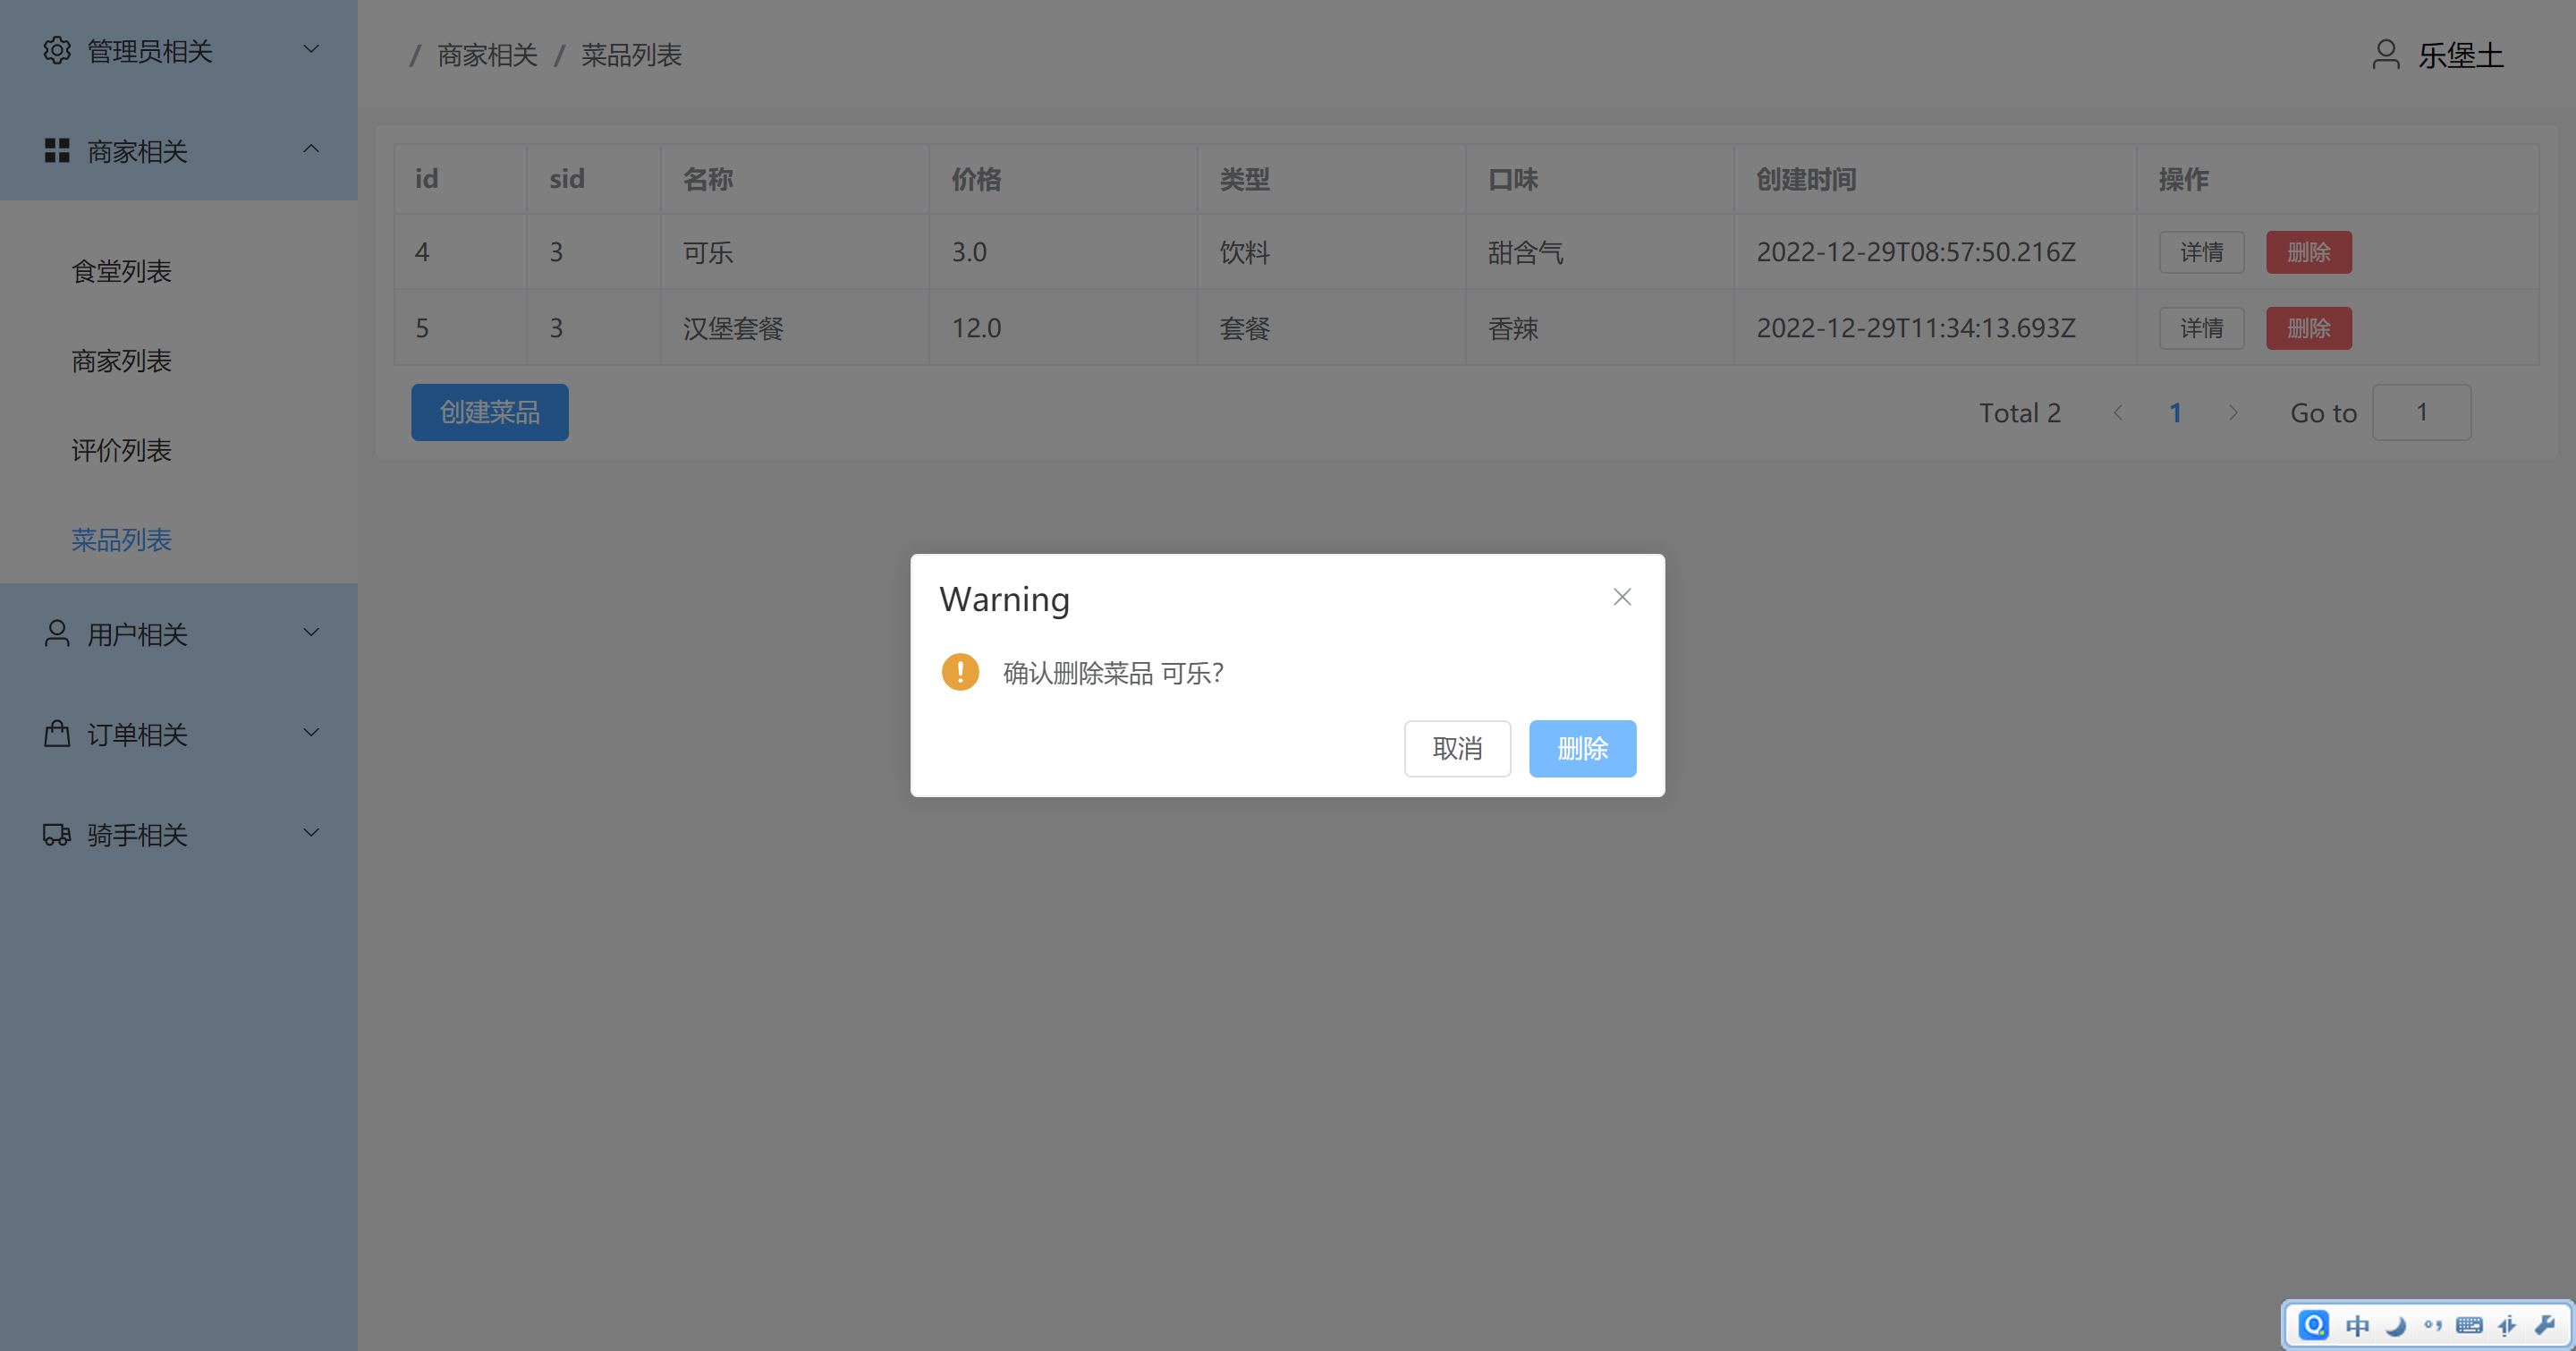 管理员相关
商家相关
食堂列表
商家列表
评价列表
菜品列表
用户相关
订单相关
骑手相关
/ 商家相关 / 菜品列表
乐堡土
id sid 名称 价格 类型 口味 创建时间 操作
4 3 可乐 3.0 饮料 甜含气 2022-12-29T08:57:50.216Z 详情 删除
5 3 汉堡套餐 12.0 套餐 香辣 2022-12-29T11:34:13.693Z 详情 删除
创建菜品 Total 2 1 Go to 1
Warning
确认删除菜品 可乐?
取消 删除
中